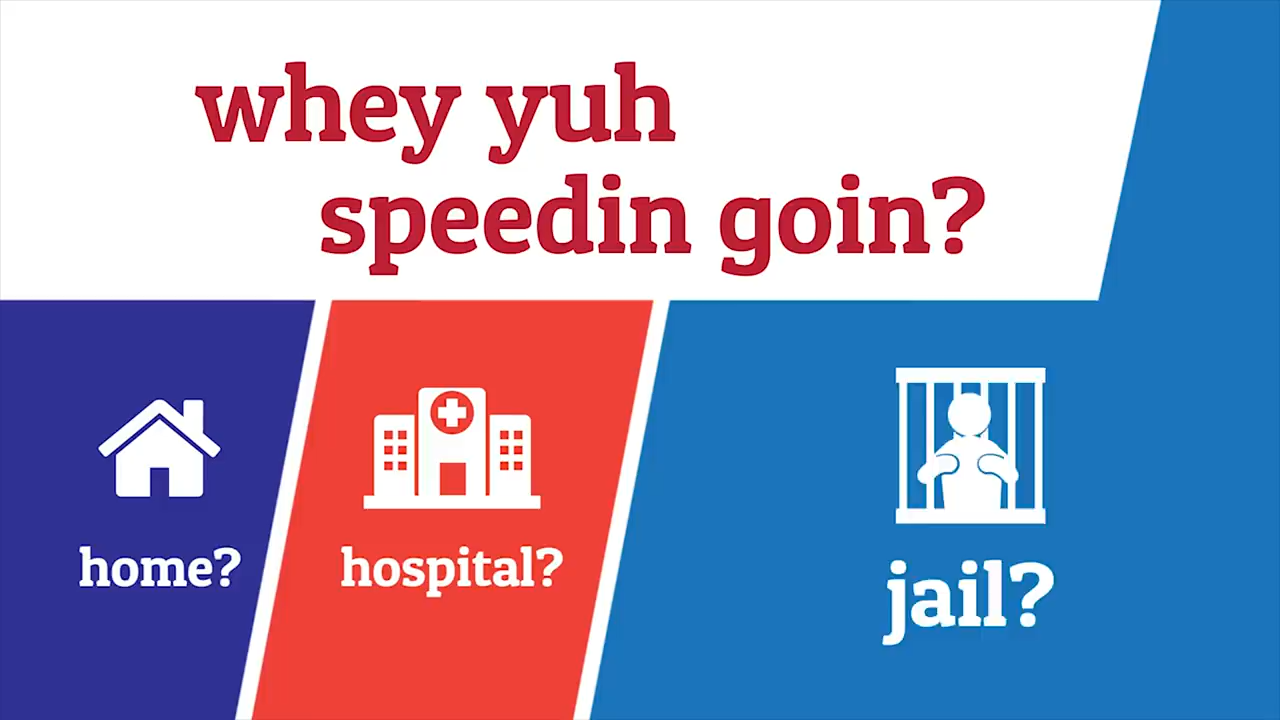 whey yuh
speedin goin?
home?
hospital?
jail?